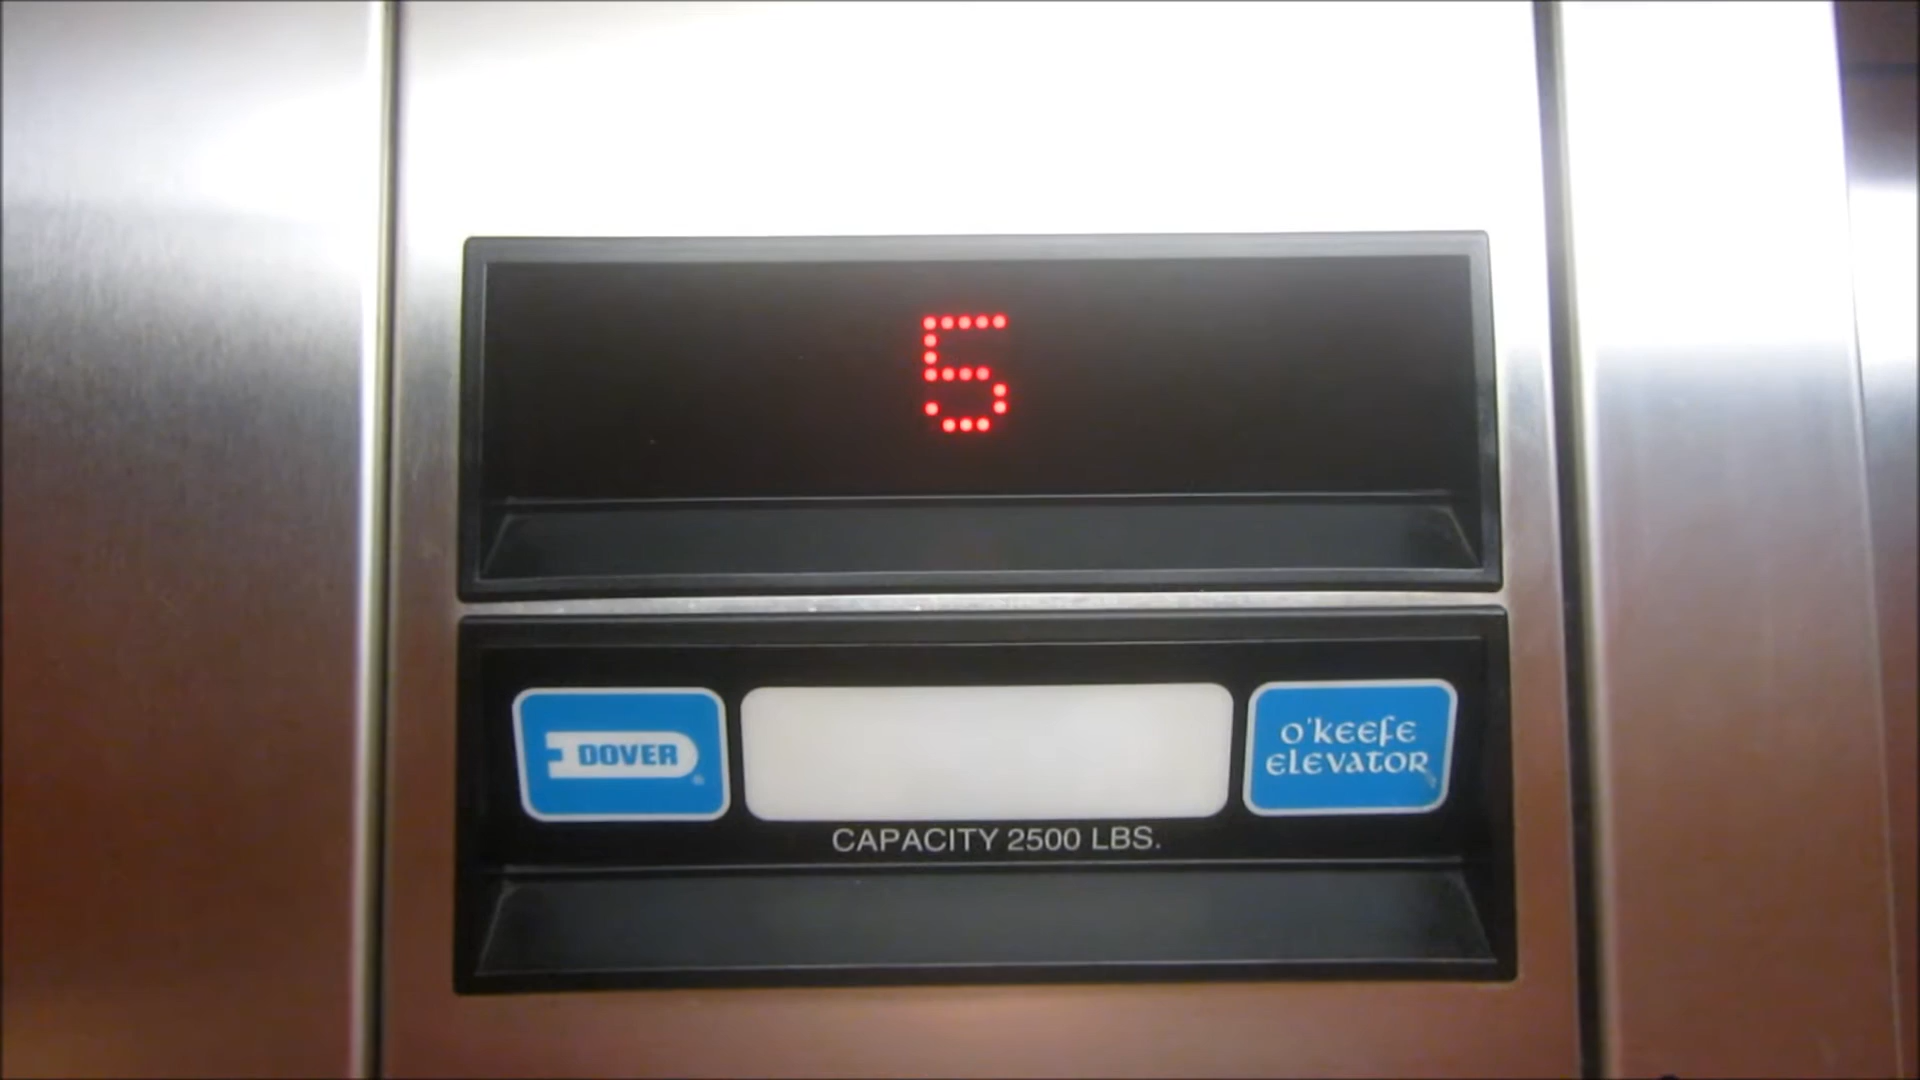 5
DOVER
®
O'KEEFE
ELEVATOR
CAPACITY 2500 LBS.